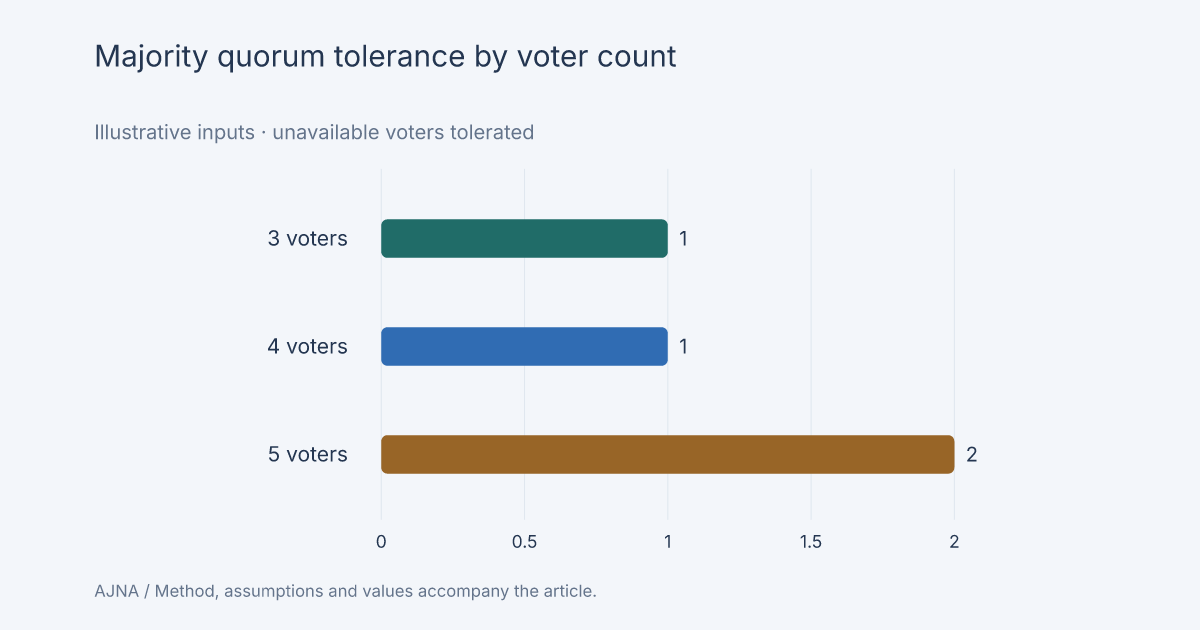 Majority quorum tolerance by voter count
Illustrative inputs · unavailable voters tolerated
3 voters 1
4 voters 1
5 voters 2
0 0.5 1 1.5 2
AJNA / Method, assumptions and values accompany the article.